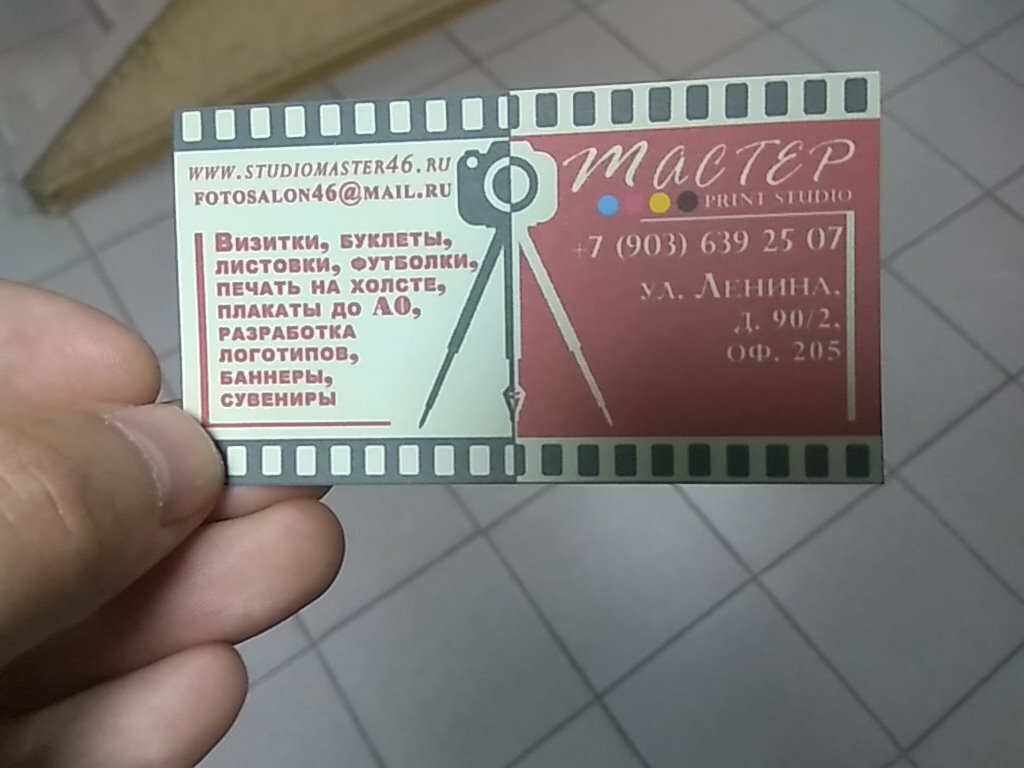 WWW.STUDIOMASTER46.RU
FOTOSALON46@MAIL.RU
Визитки, буклеты,
листовки, футболки,
печать на холсте,
плакаты до А0,
разработка
логотипов,
баннеры,
сувениры
МАСТЕР
PRINT STUDIO
+7 (903) 639 25 07
ул. Ленина,
д. 90/2,
оф. 205